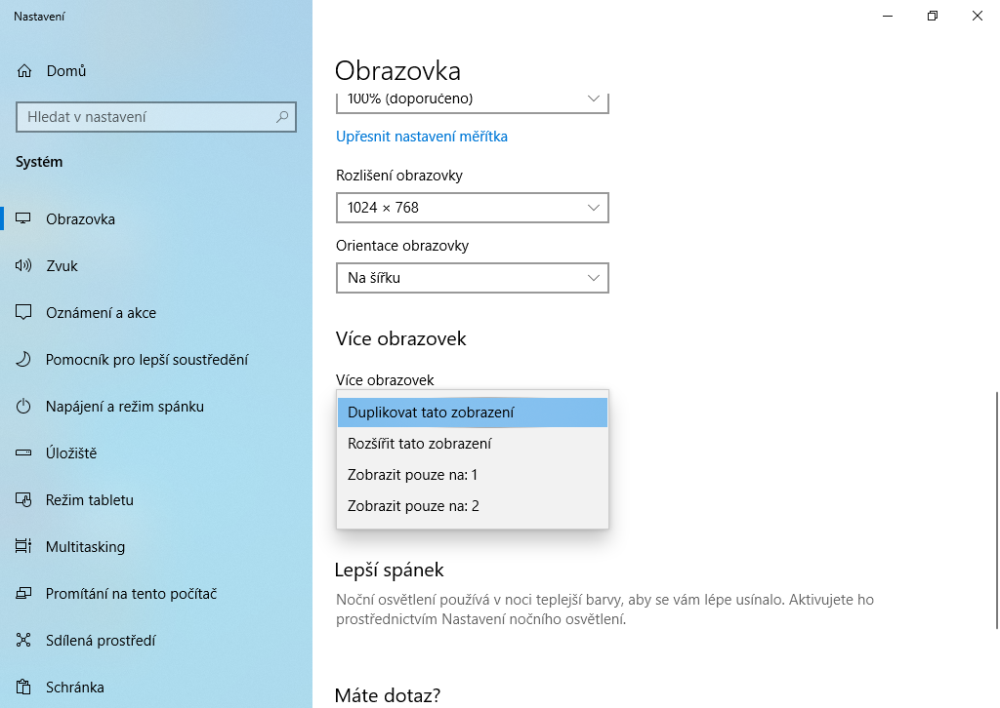 Nastavení
Domů
Hledat v nastavení
Systém
Obrazovka
Zvuk
Oznámení a akce
Pomocník pro lepší soustředění
Napájení a režim spánku
Úložiště
Režim tabletu
Multitasking
Promítání na tento počítač
Sdílená prostředí
Schránka
Obrazovka
100% (doporučeno)
Upřesnit nastavení měřítka
Rozlišení obrazovky
1024 × 768
Orientace obrazovky
Na šířku
Více obrazovek
Více obrazovek
Duplikovat tato zobrazení
Rozšířit tato zobrazení
Zobrazit pouze na: 1
Zobrazit pouze na: 2
Lepší spánek
Noční osvětlení používá v noci teplejší barvy, aby se vám lépe usínalo. Aktivujete ho
prostřednictvím Nastavení nočního osvětlení.
Máte dotaz?